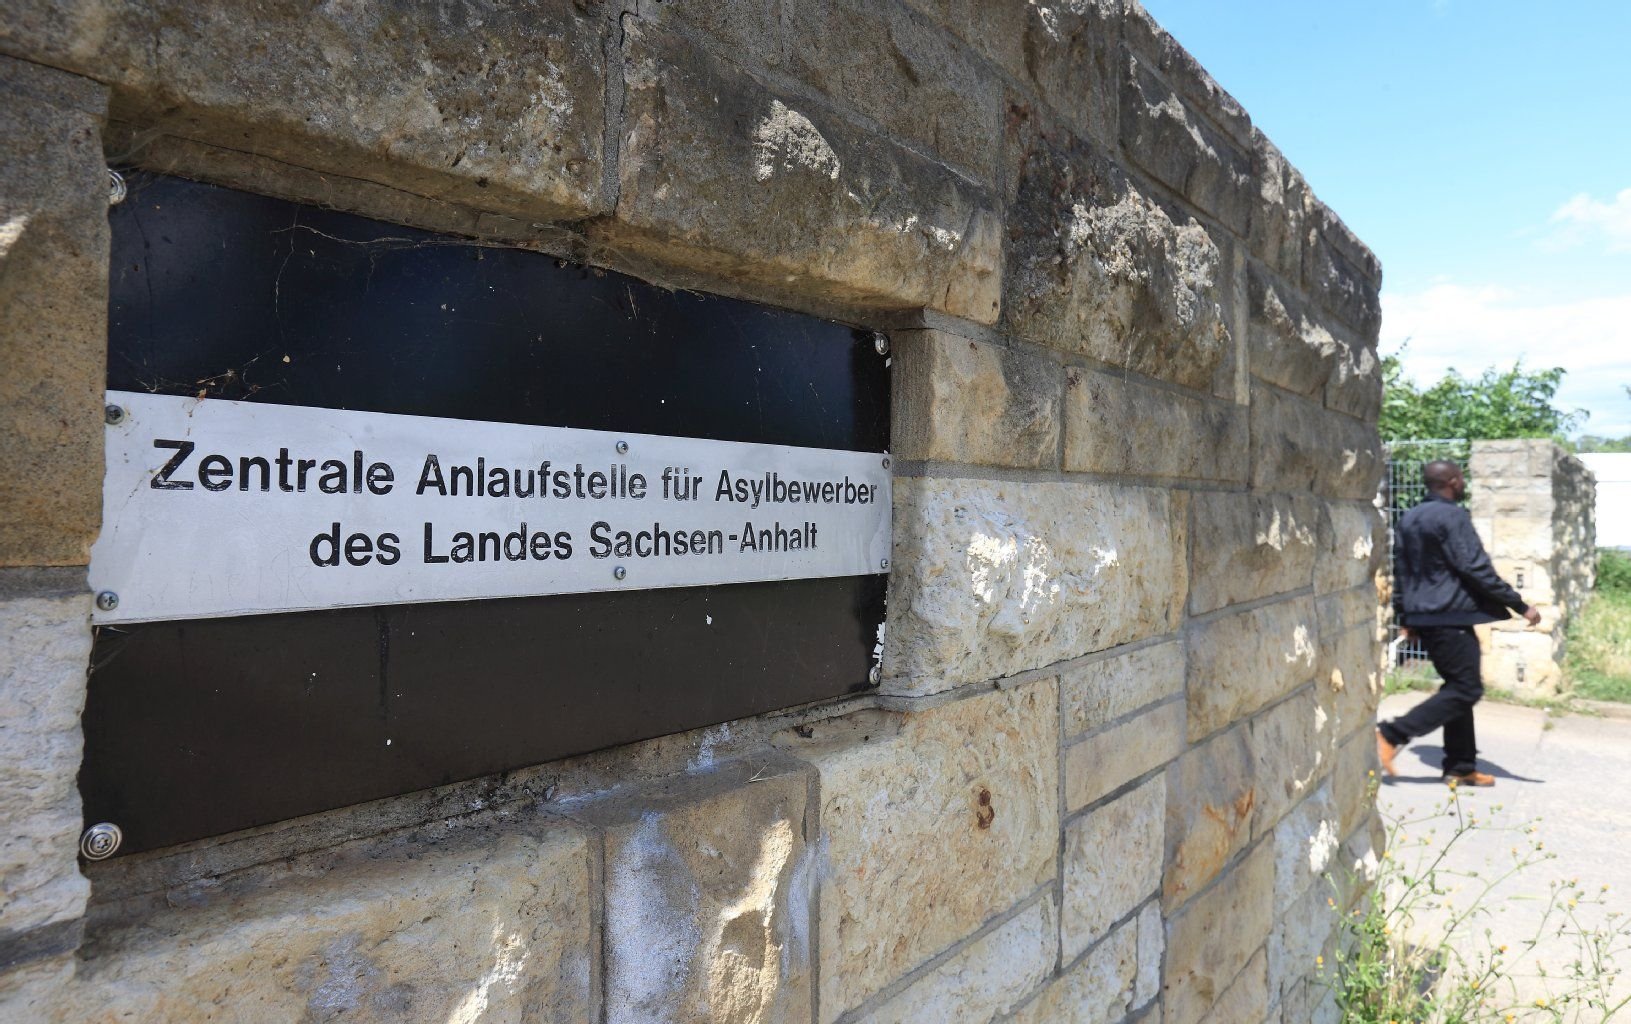 Zentrale Anlaufstelle für Asylbewerber
des Landes Sachsen-Anhalt